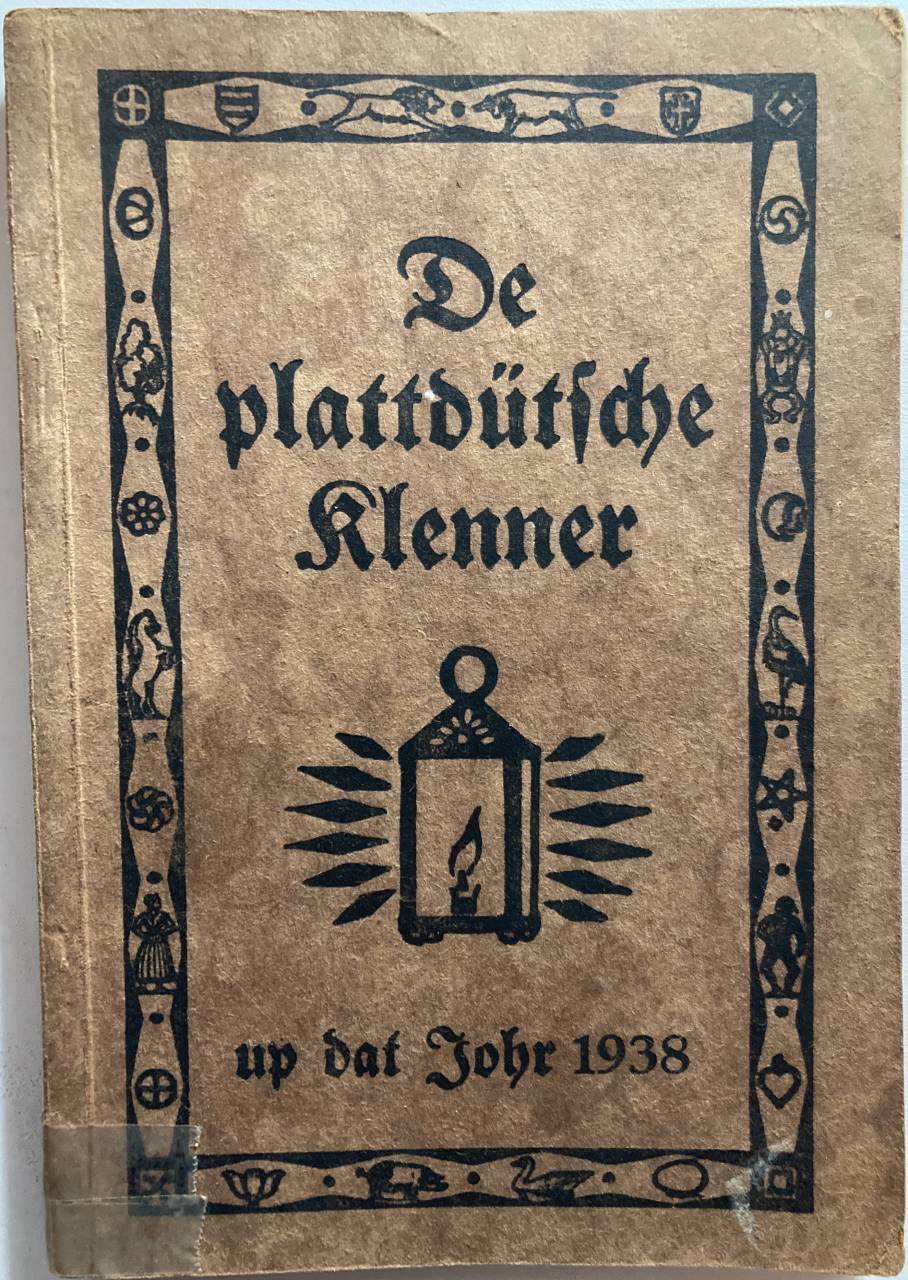 De
plattdütsche
Klenner
up dat Johr 1938